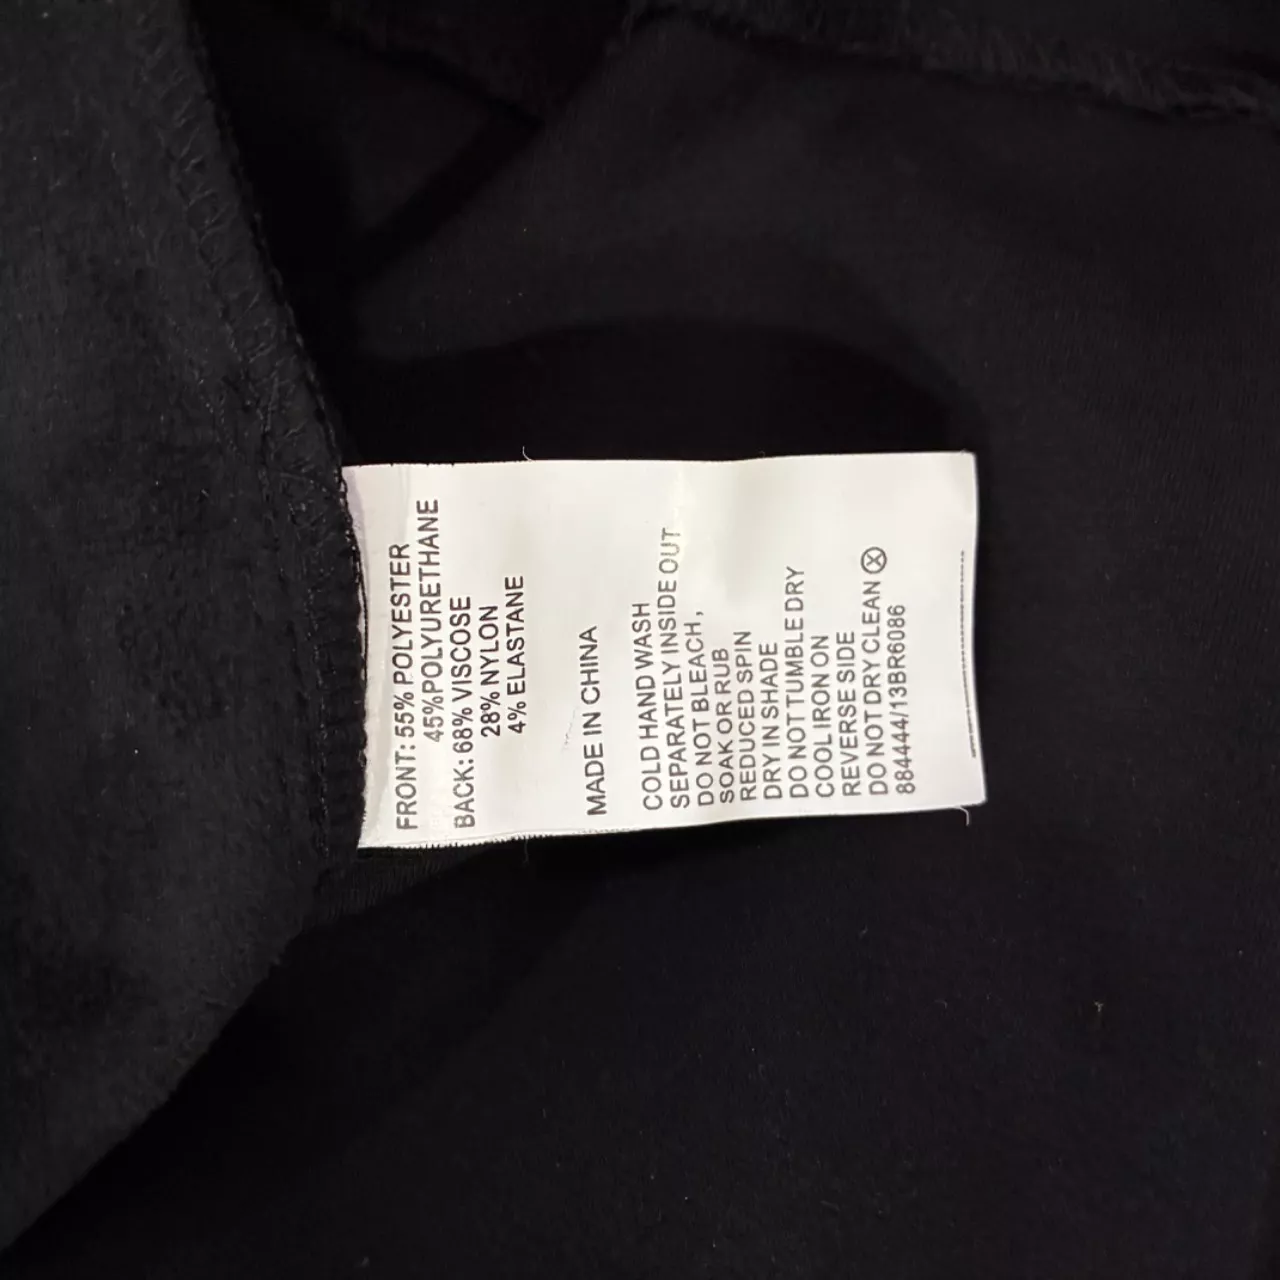 FRONT: 55% POLYESTER
45%POLYURETHANE
BACK: 68% VISCOSE
28% NYLON
4% ELASTANE
MADE IN CHINA
COLD HAND WASH
SEPARATELY INSIDE OUT
DO NOT BLEACH,
SOAK OR RUB
REDUCED SPIN
DRY IN SHADE
DO NOT TUMBLE DRY
COOL IRON ON
REVERSE SIDE
DO NOT DRY CLEAN ⓧ
884444/13BR6086